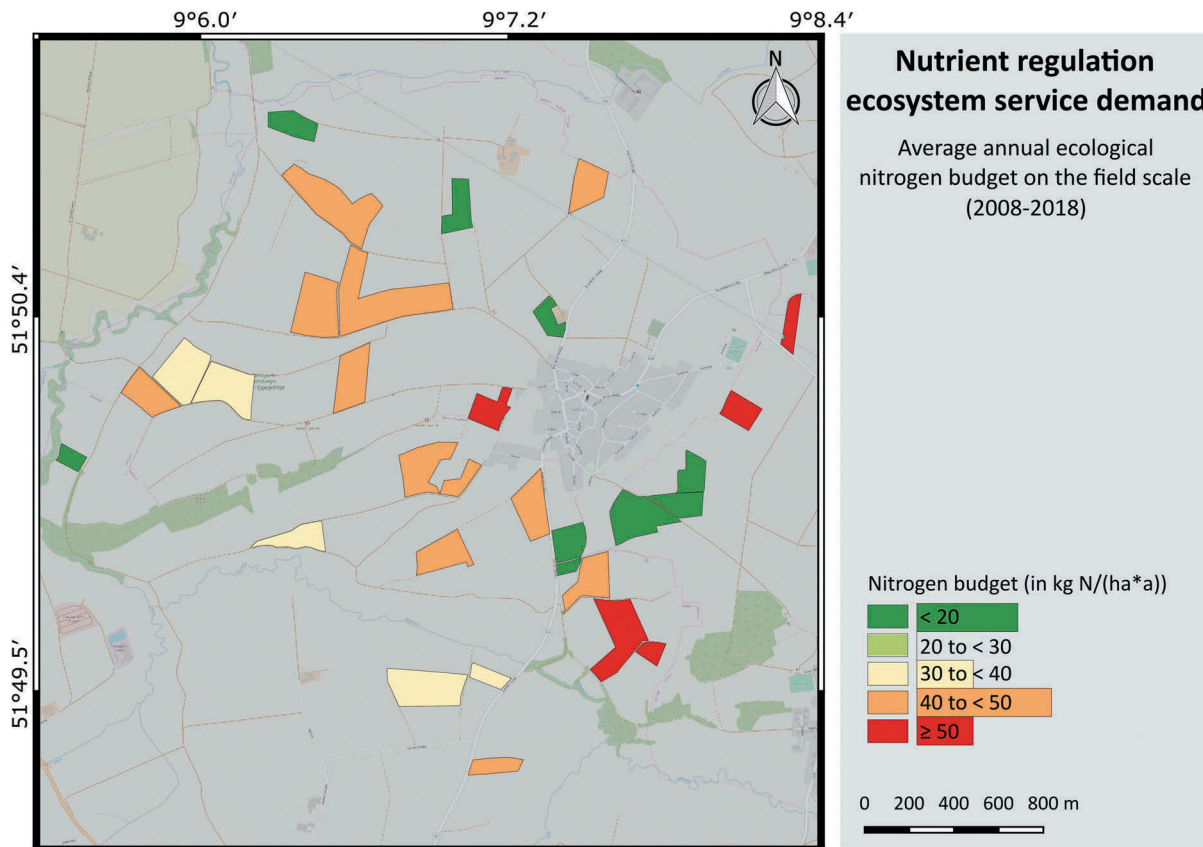 9°6.0′ 9°7.2′ 9°8.4′
N
51°50.4′
51°49.5′
Nutrient regulation
ecosystem service demand
Average annual ecological
nitrogen budget on the field scale
(2008-2018)
Nitrogen budget (in kg N/(ha*a))
< 20
20 to < 30
30 to < 40
40 to < 50
≥ 50
0 200 400 600 800 m